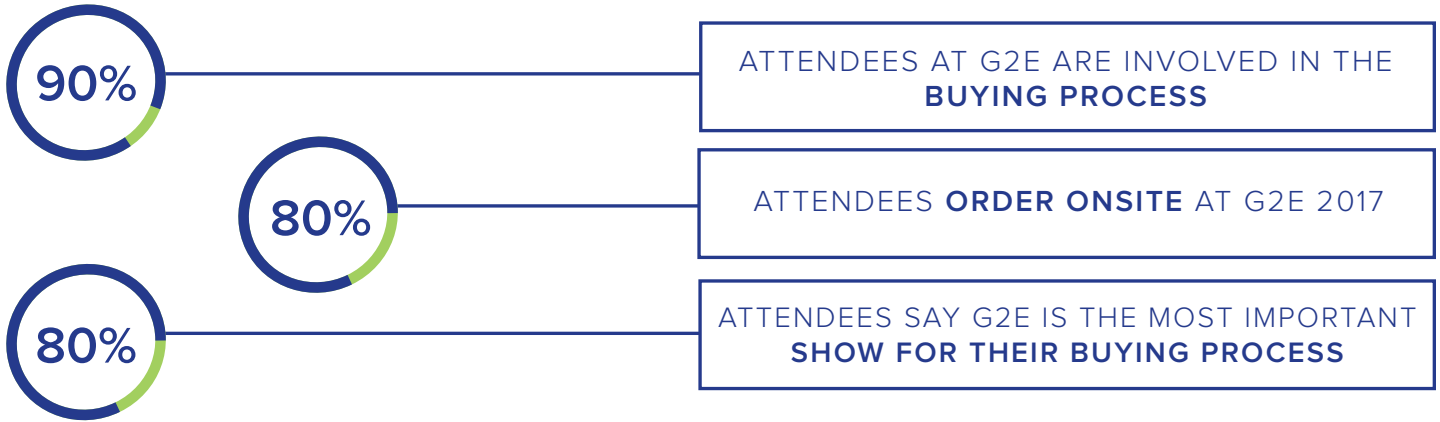 90%
ATTENDEES AT G2E ARE INVOLVED IN THE
BUYING PROCESS
80%
ATTENDEES ORDER ONSITE AT G2E 2017
80%
ATTENDEES SAY G2E IS THE MOST IMPORTANT
SHOW FOR THEIR BUYING PROCESS